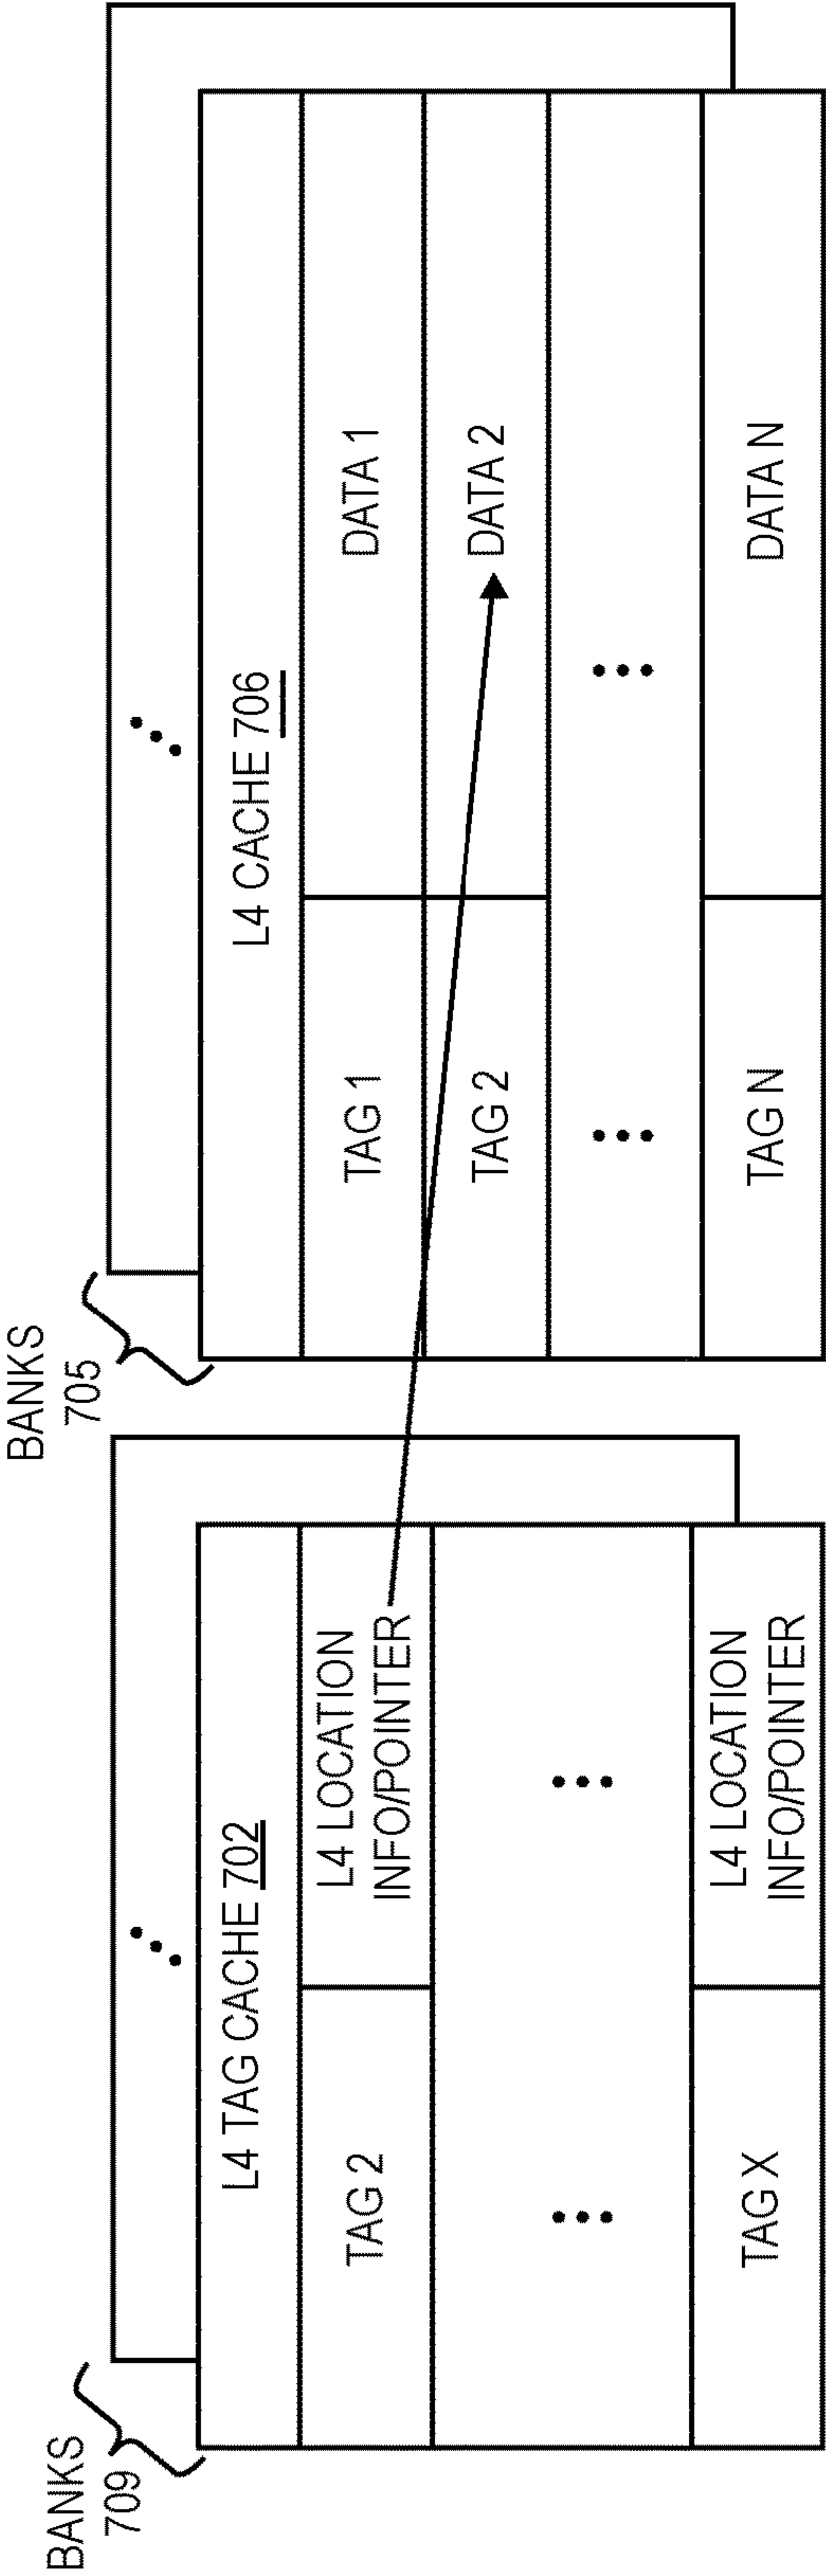 BANKS
709
L4 TAG CACHE 702
TAG 2
L4 LOCATION
INFO/POINTER
TAG X
L4 LOCATION
INFO/POINTER
BANKS
705
L4 CACHE 706
TAG 1
DATA 1
TAG 2
DATA 2
TAG N
DATA N